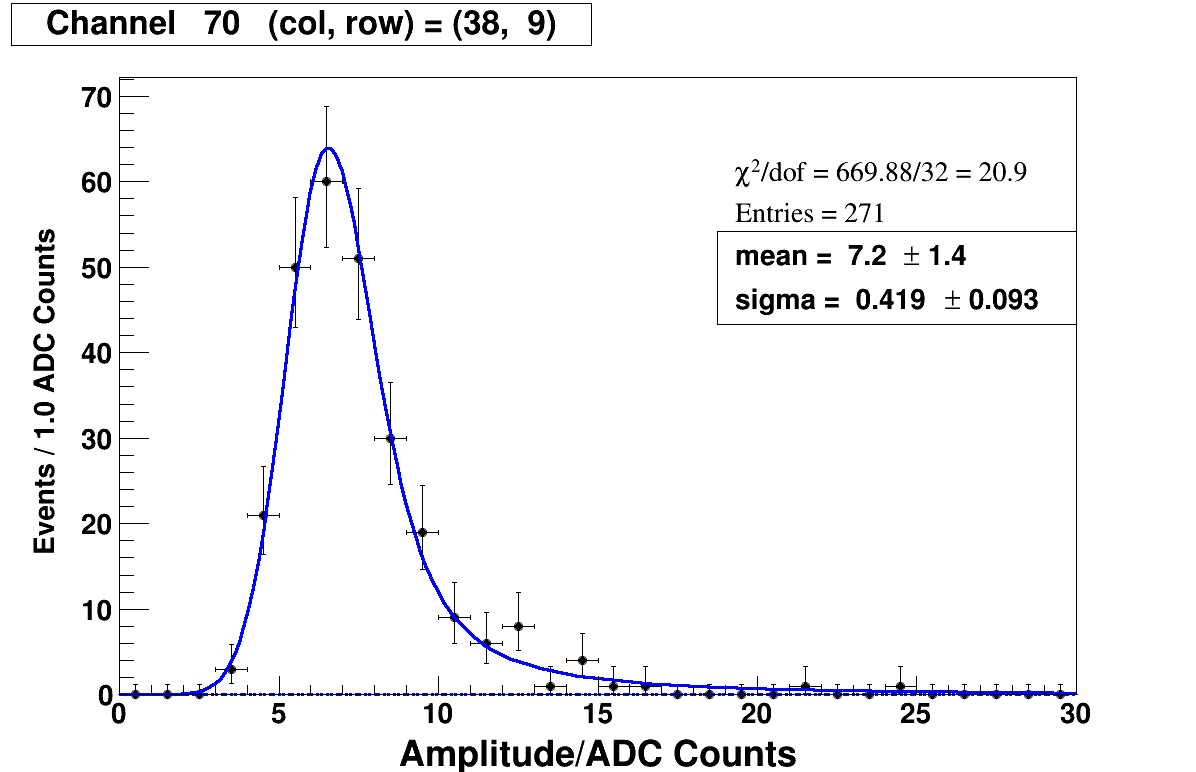 Channel 70 (col, row) = (38, 9)
Events / 1.0 ADC Counts
70
60
50
40
30
20
10
0
χ²/dof = 669.88/32 = 20.9
Entries = 271
mean = 7.2 ± 1.4
sigma = 0.419 ± 0.093
0 5 10 15 20 25 30
Amplitude/ADC Counts